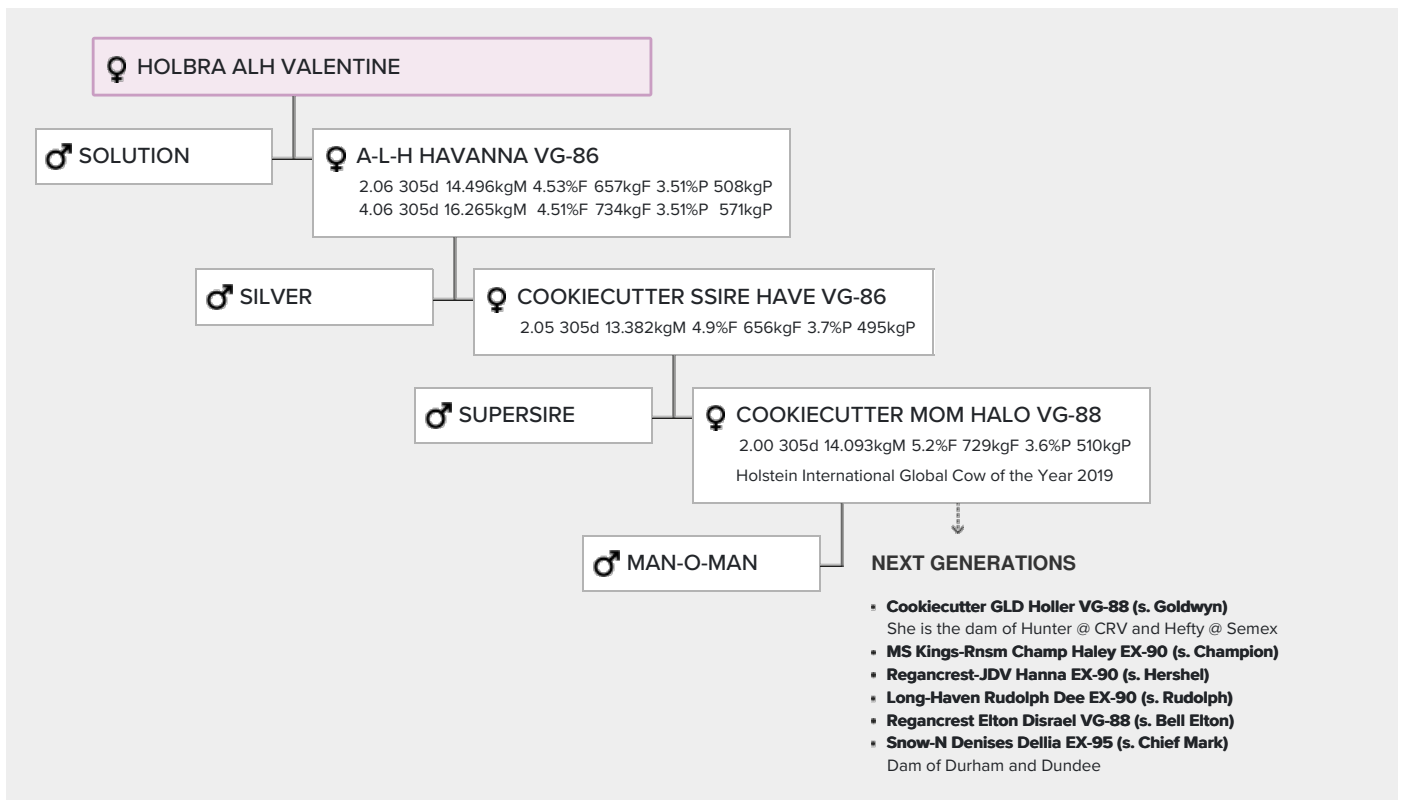 HOLBRA ALH VALENTINE
SOLUTION
A-L-H HAVANNA VG-86
2.06 305d 14.496kgM 4.53%F 657kgF 3.51%P 508kgP
4.06 305d 16.265kgM 4.51%F 734kgF 3.51%P 571kgP
SILVER
COOKIECUTTER SSIRE HAVE VG-86
2.05 305d 13.382kgM 4.9%F 656kgF 3.7%P 495kgP
SUPERSIRE
COOKIECUTTER MOM HALO VG-88
2.00 305d 14.093kgM 5.2%F 729kgF 3.6%P 510kgP
Holstein International Global Cow of the Year 2019
MAN-O-MAN
NEXT GENERATIONS
Cookiecutter GLD Holler VG-88 (s. Goldwyn)
She is the dam of Hunter @ CRV and Hefty @ Semex
MS Kings-Rnsm Champ Haley EX-90 (s. Champion)
Regancrest-JDV Hanna EX-90 (s. Hershel)
Long-Haven Rudolph Dee EX-90 (s. Rudolph)
Regancrest Elton Disrael VG-88 (s. Bell Elton)
Snow-N Denises Dellia EX-95 (s. Chief Mark)
Dam of Durham and Dundee